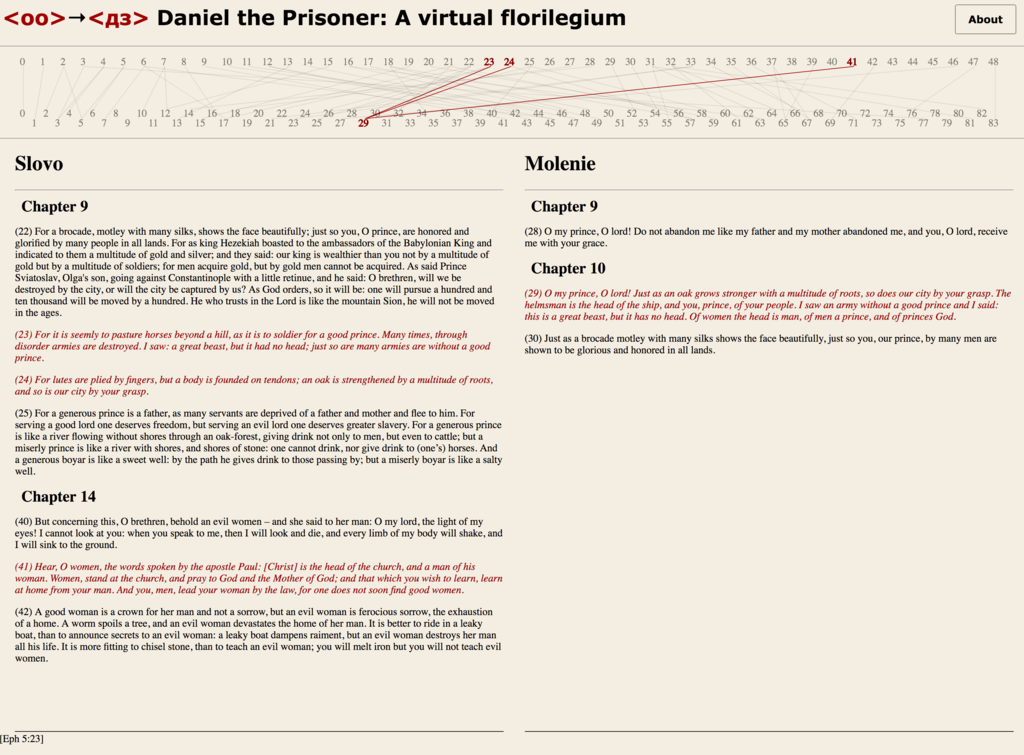 <oo>→<дз> Daniel the Prisoner: A virtual florilegium
About
0 1 2 3 4 5 6 7 8 9 10 11 12 13 14 15 16 17 18 19 20 21 22 23 24 25 26 27 28 29 30 31 32 33 34 35 36 37 38 39 40 41 42 43 44 45 46 47 48
0 2 4 6 8 10 12 14 16 18 20 22 24 26 28 30 32 34 36 38 40 42 44 46 48 50 52 54 56 58 60 62 64 66 68 70 72 74 76 78 80 82
1 3 5 7 9 11 13 15 17 19 21 23 25 27 29 31 33 35 37 39 41 43 45 47 49 51 53 55 57 59 61 63 65 67 69 71 73 75 77 79 81 83
Slovo
Chapter 9
(22) For a brocade, motley with many silks, shows the face beautifully; just so you, O prince, are honored and
glorified by many people in all lands. For as king Hezekiah boasted to the ambassadors of the Babylonian King and
indicated to them a multitude of gold and silver; and they said: our king is wealthier than you not by a multitude of
gold but by a multitude of soldiers; for men acquire gold, but by gold men cannot be acquired. As said Prince
Sviatoslav, Olga's son, going against Constantinople with a little retinue, and he said: O brethren, will we be
destroyed by the city, or will the city be captured by us? As God orders, so it will be: one will pursue a hundred and
ten thousand will be moved by a hundred. He who trusts in the Lord is like the mountain Sion, he will not be moved
in the ages.
(23) For it is seemly to pasture horses beyond a hill, as it is to soldier for a good prince. Many times, through
disorder armies are destroyed. I saw: a great beast, but it had no head; just so are many armies are without a good
prince.
(24) For lutes are plied by fingers, but a body is founded on tendons; an oak is strengthened by a multitude of roots,
and so is our city by your grasp.
(25) For a generous prince is a father, as many servants are deprived of a father and mother and flee to him. For
serving a good lord one deserves freedom, but serving an evil lord one deserves greater slavery. For a generous prince
is like a river flowing without shores through an oak-forest, giving drink not only to men, but even to cattle; but a
miserly prince is like a river with shores, and shores of stone: one cannot drink, nor give drink to (one's) horses. And
a generous boyar is like a sweet well: by the path he gives drink to those passing by; but a miserly boyar is like a salty
well.
Chapter 14
(40) But concerning this, O brethren, behold an evil women – and she said to her man: O my lord, the light of my
eyes! I cannot look at you: when you speak to me, then I will look and die, and every limb of my body will shake, and
I will sink to the ground.
(41) Hear, O women, the words spoken by the apostle Paul: [Christ] is the head of the church, and a man of his
woman. Women, stand at the church, and pray to God and the Mother of God; and that which you wish to learn, learn
at home from your man. And you, men, lead your woman by the law, for one does not soon find good women.
(42) A good woman is a crown for her man and not a sorrow, but an evil woman is ferocious sorrow, the exhaustion
of a home. A worm spoils a tree, and an evil woman devastates the home of her man. It is better to ride in a leaky
boat, than to announce secrets to an evil woman: a leaky boat dampens raiment, but an evil woman destroys her man
all his life. It is more fitting to chisel stone, than to teach an evil woman; you will melt iron but you will not teach evil
women.
[Eph 5:23]
Molenie
Chapter 9
(28) O my prince, O lord! Do not abandon me like my father and my mother abandoned me, and you, O lord, receive
me with your grace.
Chapter 10
(29) O my prince, O lord! Just as an oak grows stronger with a multitude of roots, so does our city by your grasp. The
helmsman is the head of the ship, and you, prince, of your people. I saw an army without a good prince and I said:
this is a great beast, but it has no head. Of women the head is man, of men a prince, and of princes God.
(30) Just as a brocade motley with many silks shows the face beautifully, just so you, our prince, by many men are
shown to be glorious and honored in all lands.